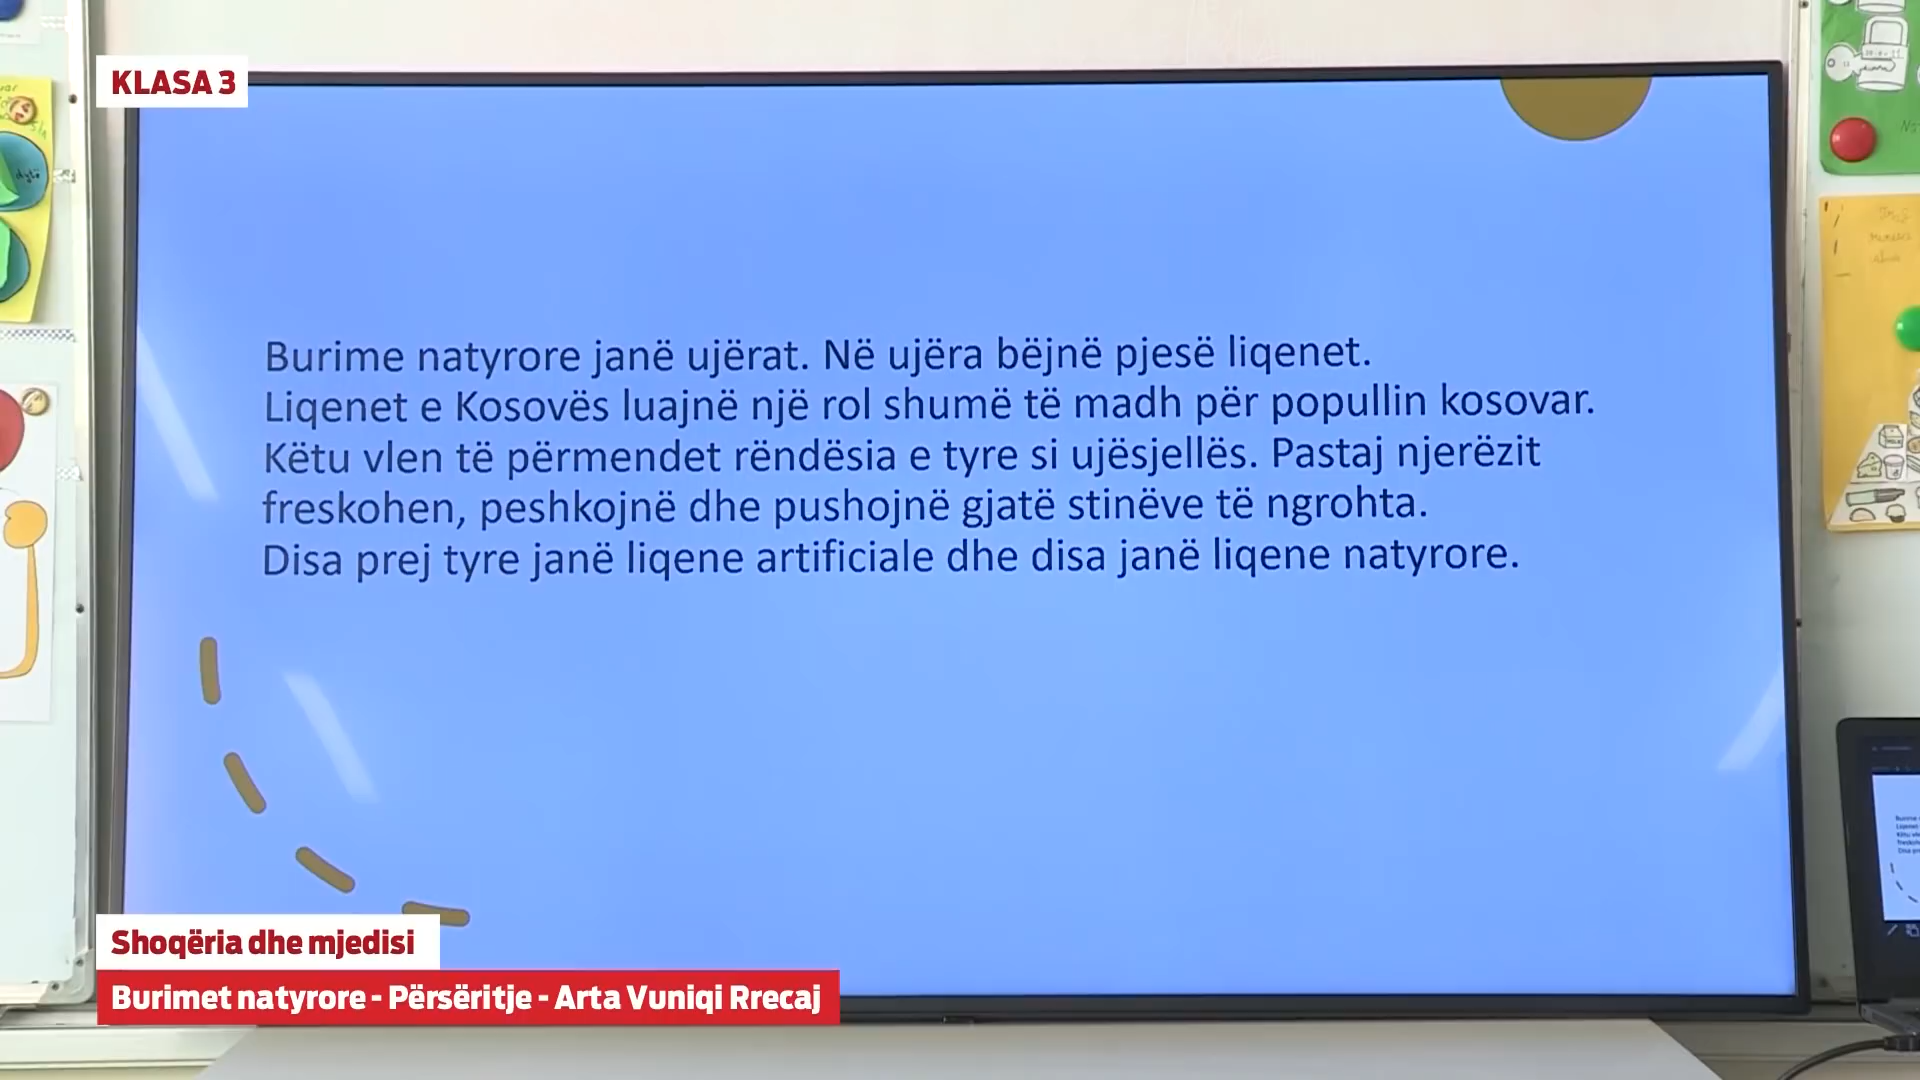 KLASA 3
Burime natyrore janë ujërat. Në ujëra bëjnë pjesë liqenet.
Liqenet e Kosovës luajnë një rol shumë të madh për popullin kosovar.
Këtu vlen të përmendet rëndësia e tyre si ujësjellës. Pastaj njerëzit
freskohen, peshkojnë dhe pushojnë gjatë stinëve të ngrohta.
Disa prej tyre janë liqene artificiale dhe disa janë liqene natyrore.
Shoqëria dhe mjedisi
Burimet natyrore - Përsëritje - Arta Vuniqi Rrecaj